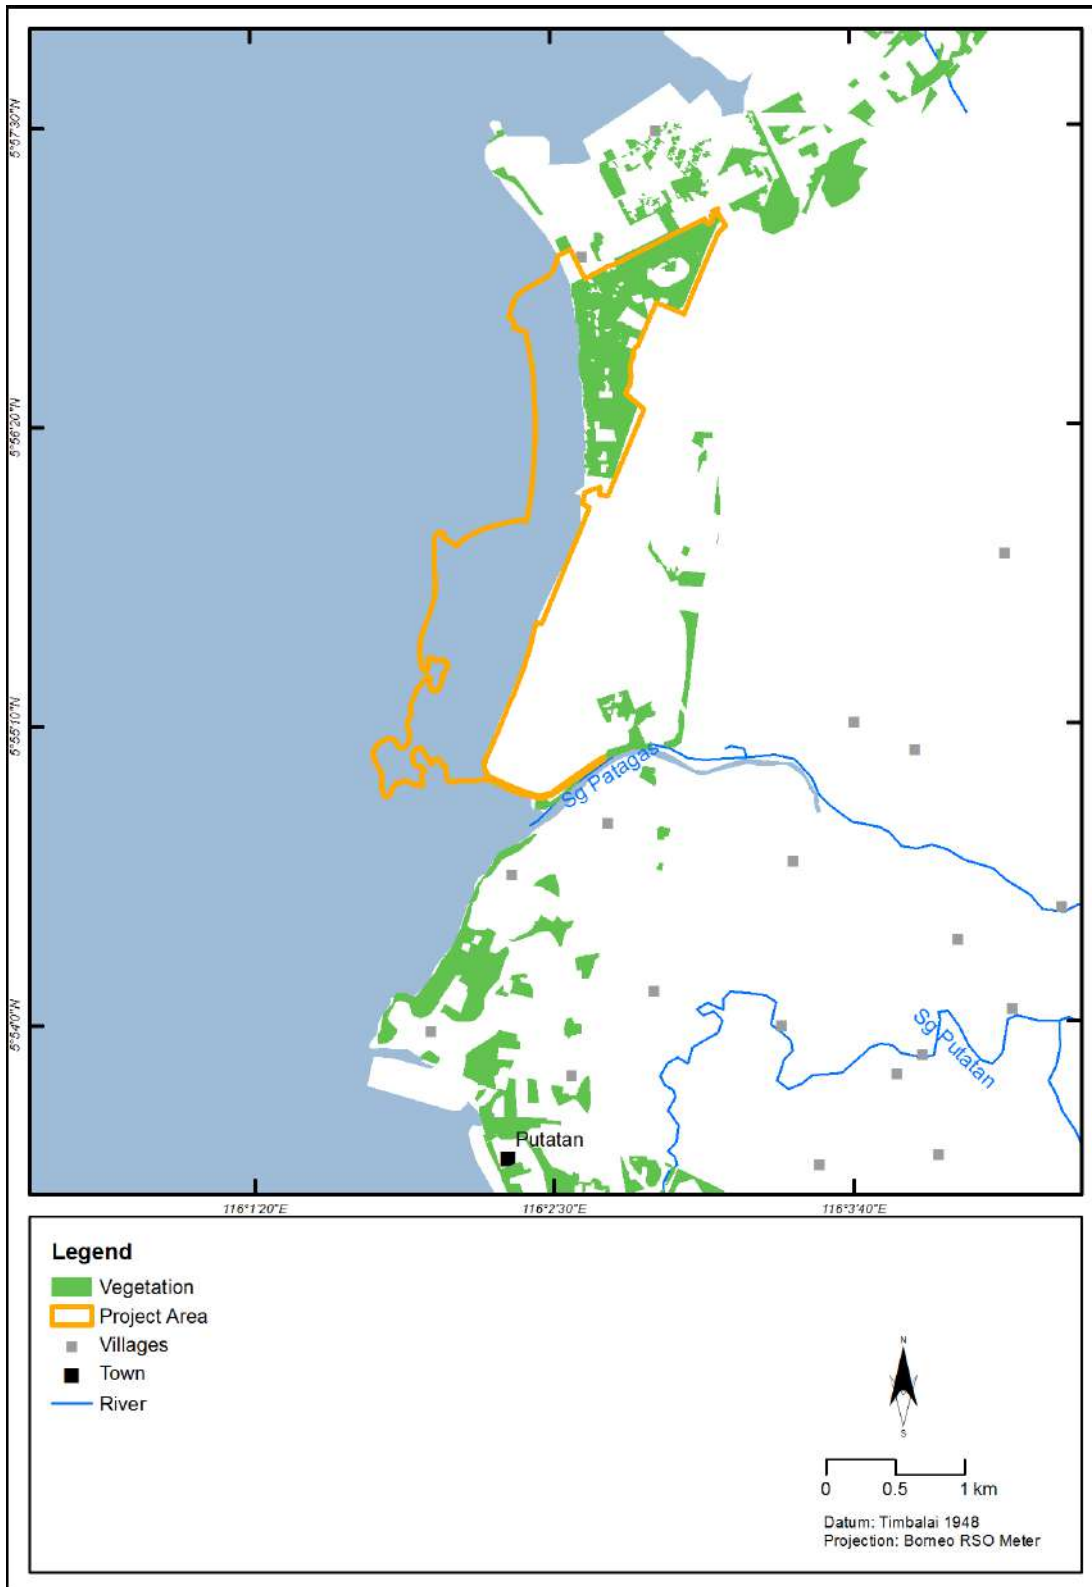 5°57'30"N
5°56'20"N
5°55'10"N
Sg Patagas
5°54'0"N
Sg Putatan
Putatan
116°1'20"E
116°2'30"E
116°3'40"E
Legend
Vegetation
Project Area
Villages
Town
River
N
S
0
0.5
1 km
Datum: Timbalai 1948
Projection: Borneo RSO Meter